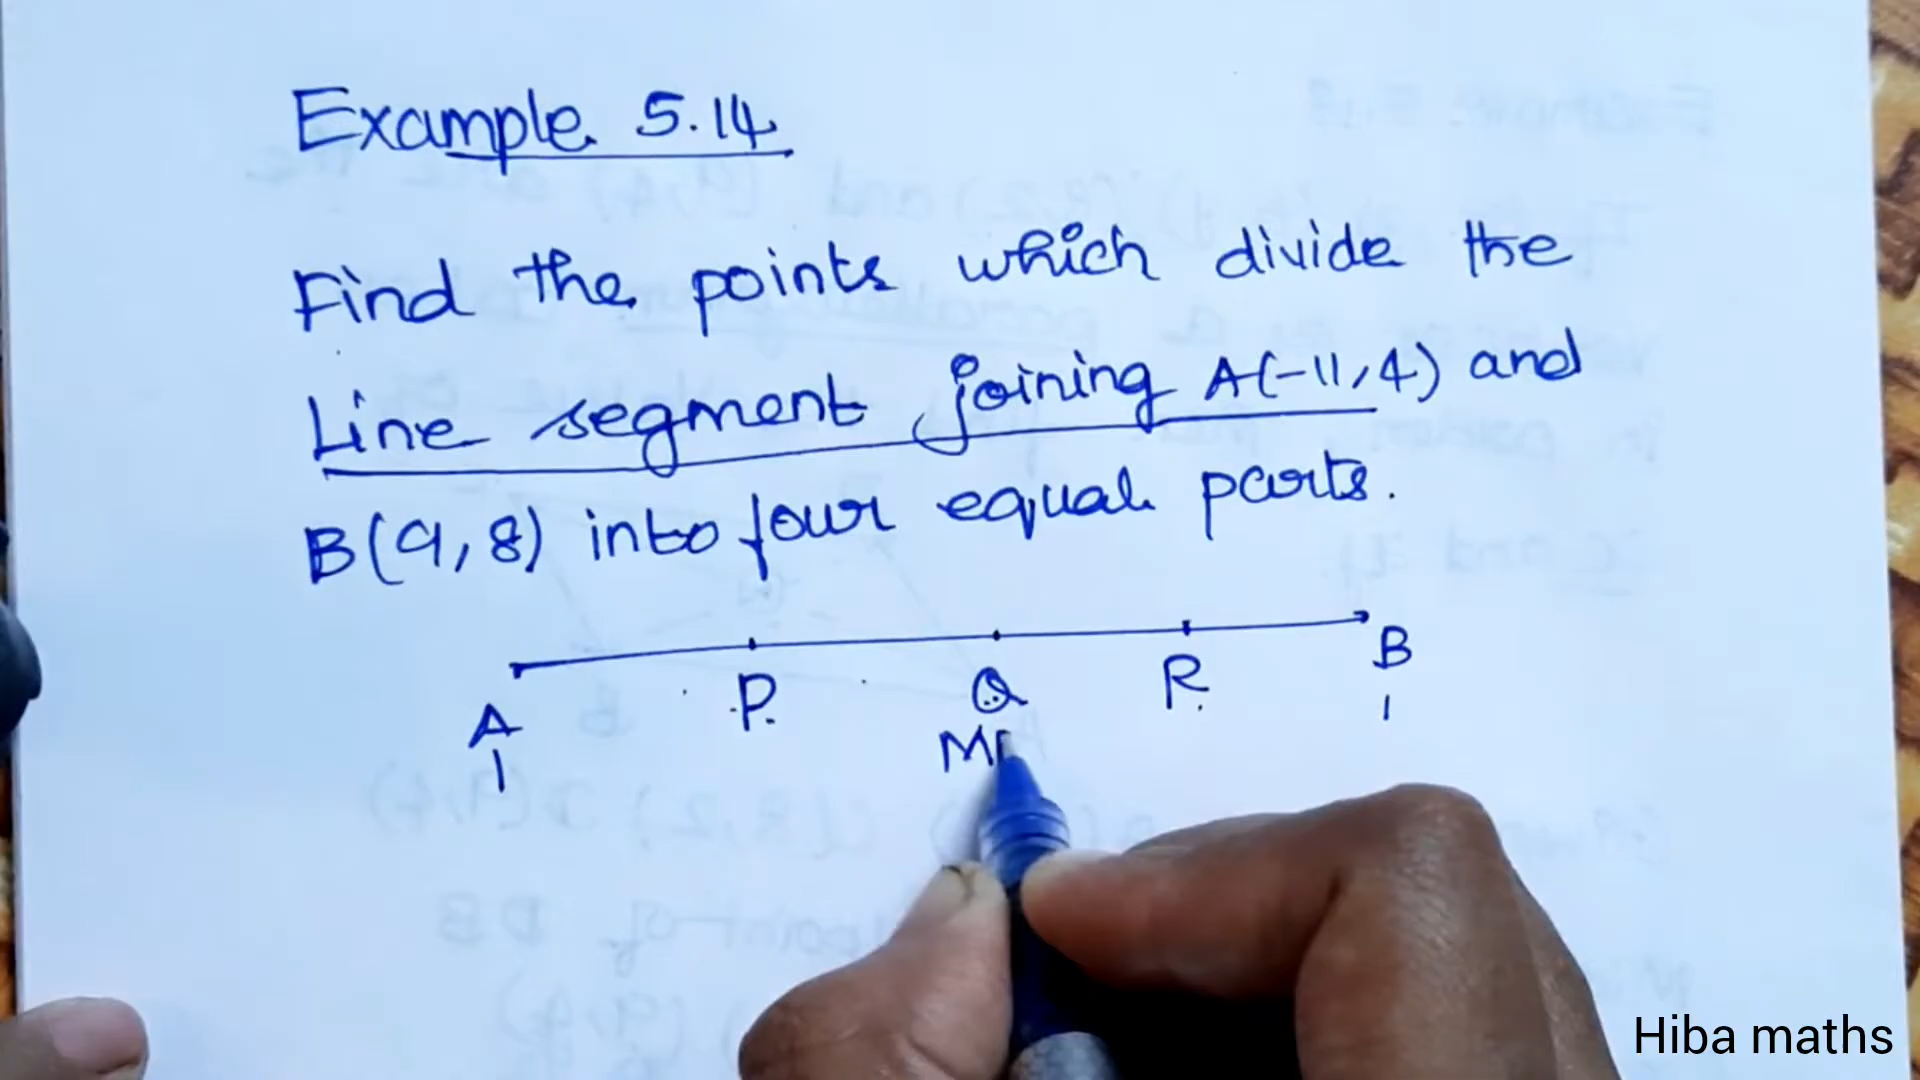 Example 5.14
Find the points which divide the
Line segment joining A(-11,4) and
B(9,8) into four equal parts.
A P Q R B
M
Hiba maths